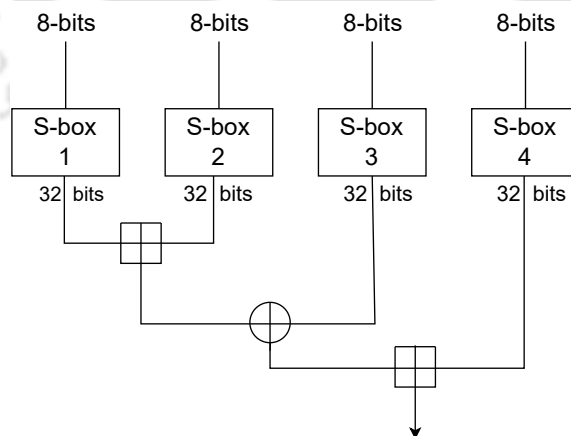 8-bits 8-bits 8-bits 8-bits
S-box S-box S-box S-box
1 2 3 4
32 bits 32 bits 32 bits 32 bits